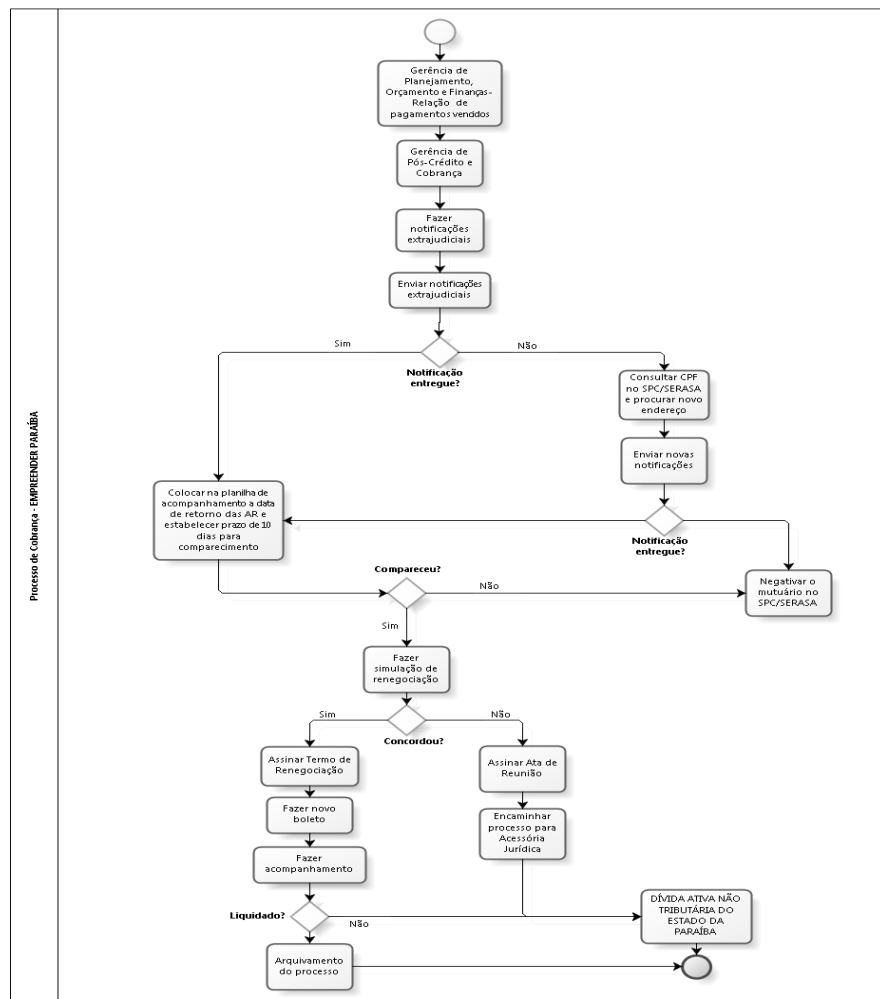 Processo de Cobrança - EMPREENDER PARAÍBA
Gerência de
Planejamento,
Orçamento e Finanças-
Relação de
pagamentos vencidos
Gerência de
Pós-Crédito e
Cobrança
Fazer
notificações
extrajudiciais
Enviar notificações
extrajudiciais
Sim
Não
Notificação
entregue?
Consultar CPF
no SPC/SERASA
e procurar novo
endereço
Enviar novas
notificações
Colocar na planilha de
acompanhamento a data
de retorno das AR e
estabelecer prazo de 10
dias para
comparecimento
Notificação
entregue?
Compareceu?
Não
Negativar o
mutuário no
SPC/SERASA
Sim
Fazer
simulação de
renegociação
Sim
Não
Concordou?
Assinar Termo de
Renegociação
Assinar Ata de
Reunião
Fazer novo
boleto
Encaminhar
processo para
Acessória
Jurídica
Fazer
acompanhamento
Liquidado?
Não
DÍVIDA ATIVA NÃO
TRIBUTÁRIA DO
ESTADO DA
PARAÍBA
Arquivamento
do processo